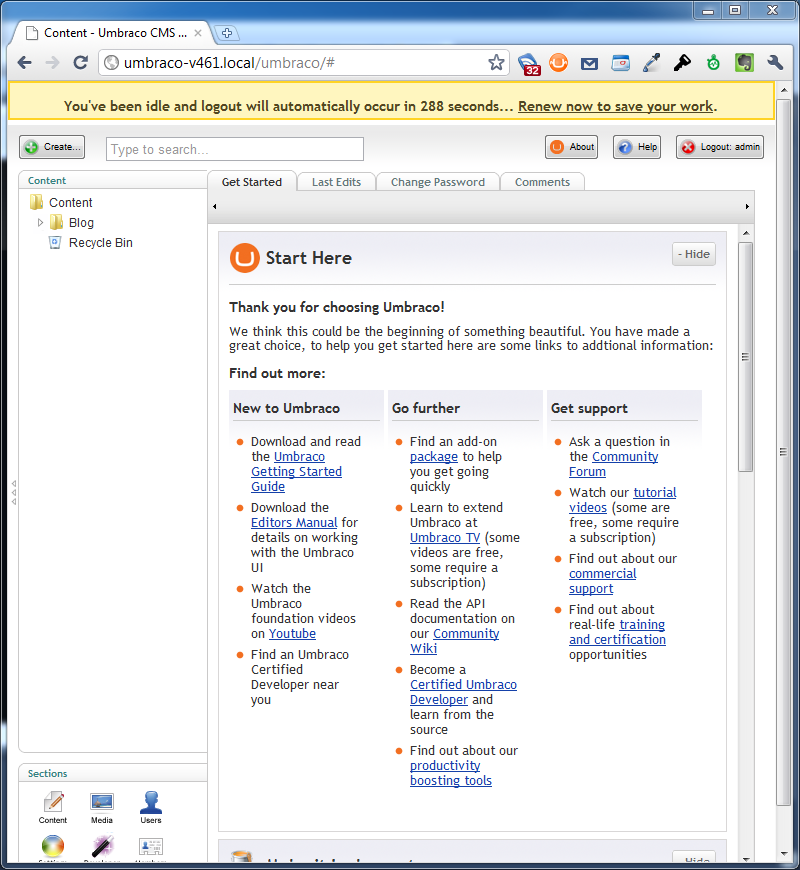 Content - Umbraco CMS ...
umbraco-v461.local/umbraco/#
32
You've been idle and logout will automatically occur in 288 seconds... Renew now to save your work.
Create...
Type to search...
About
Help
Logout: admin
Content
Content
Blog
Recycle Bin
Get Started
Last Edits
Change Password
Comments
Start Here
- Hide
Thank you for choosing Umbraco!
We think this could be the beginning of something beautiful. You have made a
great choice, to help you get started here are some links to addtional information:
Find out more:
New to Umbraco
Download and read
the Umbraco
Getting Started
Guide
Download the
Editors Manual for
details on working
with the Umbraco
UI
Watch the
Umbraco
foundation videos
on Youtube
Find an Umbraco
Certified
Developer near
you
Go further
Find an add-on
package to help
you get going
quickly
Learn to extend
Umbraco at
Umbraco TV (some
videos are free,
some require a
subscription)
Read the API
documentation on
our Community
Wiki
Become a
Certified Umbraco
Developer and
learn from the
source
Find out about our
productivity
boosting tools
Get support
Ask a question in
the Community
Forum
Watch our tutorial
videos (some are
free, some require
a subscription)
Find out about our
commercial
support
Find out about
real-life training
and certification
opportunities
Sections
Content
Media
Users
Hide